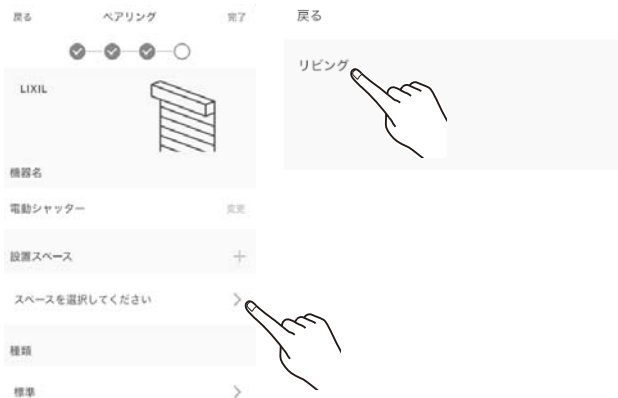 戻る ペアリング 完了
LIXIL
機器名
電動シャッター 変更
設置スペース +
スペースを選択してください >
種類
標準 >
戻る
リビング